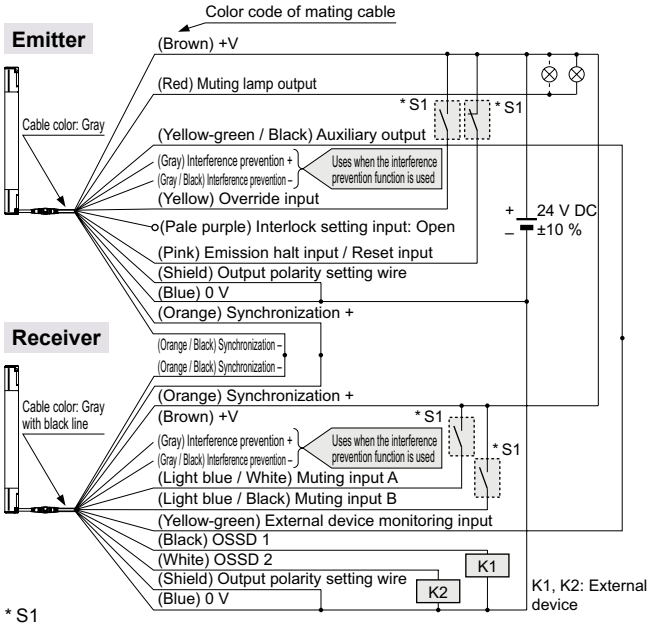 Color code of mating cable
Emitter
(Brown) +V
(Red) Muting lamp output
* S1
* S1
Cable color: Gray
(Yellow-green / Black) Auxiliary output
(Gray) Interference prevention +
(Gray / Black) Interference prevention –
Uses when the interference
prevention function is used
(Yellow) Override input
(Pale purple) Interlock setting input: Open
+
–
24 V DC
±10 %
(Pink) Emission halt input / Reset input
(Shield) Output polarity setting wire
(Blue) 0 V
(Orange) Synchronization +
Receiver
(Orange / Black) Synchronization –
(Orange / Black) Synchronization –
(Orange) Synchronization +
Cable color: Gray
with black line
(Brown) +V
* S1
* S1
(Gray) Interference prevention +
(Gray / Black) Interference prevention –
Uses when the interference
prevention function is used
(Light blue / White) Muting input A
(Light blue / Black) Muting input B
(Yellow-green) External device monitoring input
(Black) OSSD 1
(White) OSSD 2
K1
(Shield) Output polarity setting wire
K2
(Blue) 0 V
K1, K2: External
device
* S1